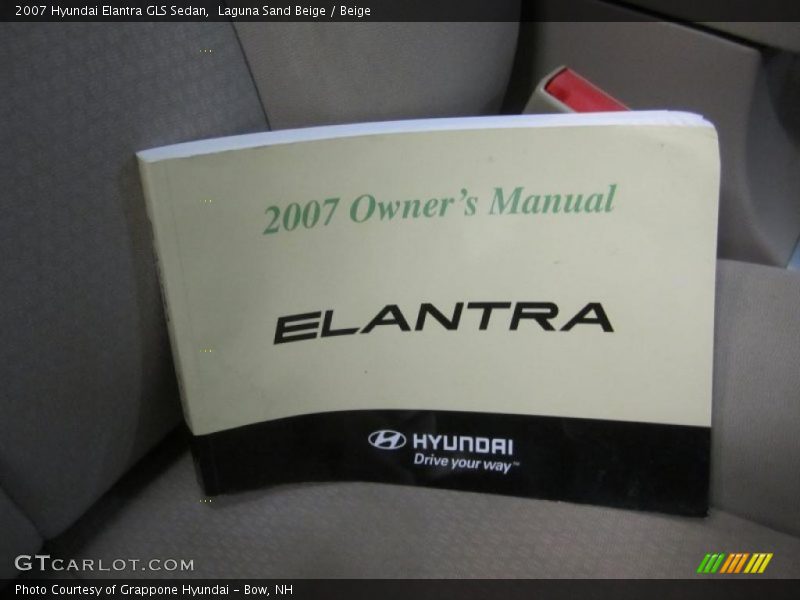 2007 Hyundai Elantra GLS Sedan,  Laguna Sand Beige / Beige
2007 Owner's Manual
ELANTRA
HYUNDAI
Drive your way™
GTCARLOT.COM
Photo Courtesy of Grappone Hyundai - Bow, NH